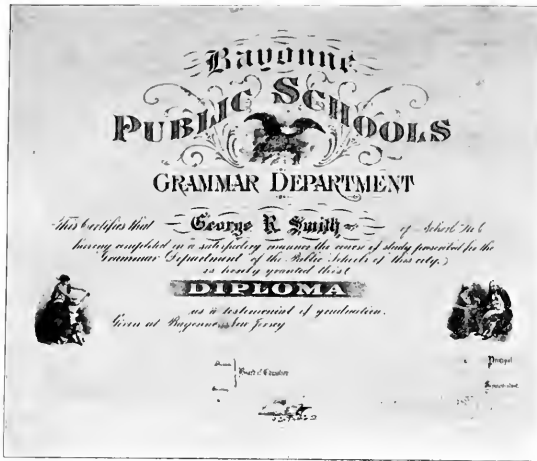 Bayonne
PUBLIC SCHOOLS
GRAMMAR DEPARTMENT
This Certifies that George R. Smith of School No 6
having completed in a satisfactory manner the course of study prescribed for the
Grammar Department of the Public Schools of this city,
is hereby granted this
DIPLOMA
as a testimonial of graduation.
Given at Bayonne New Jersey
Board of Education
Principal